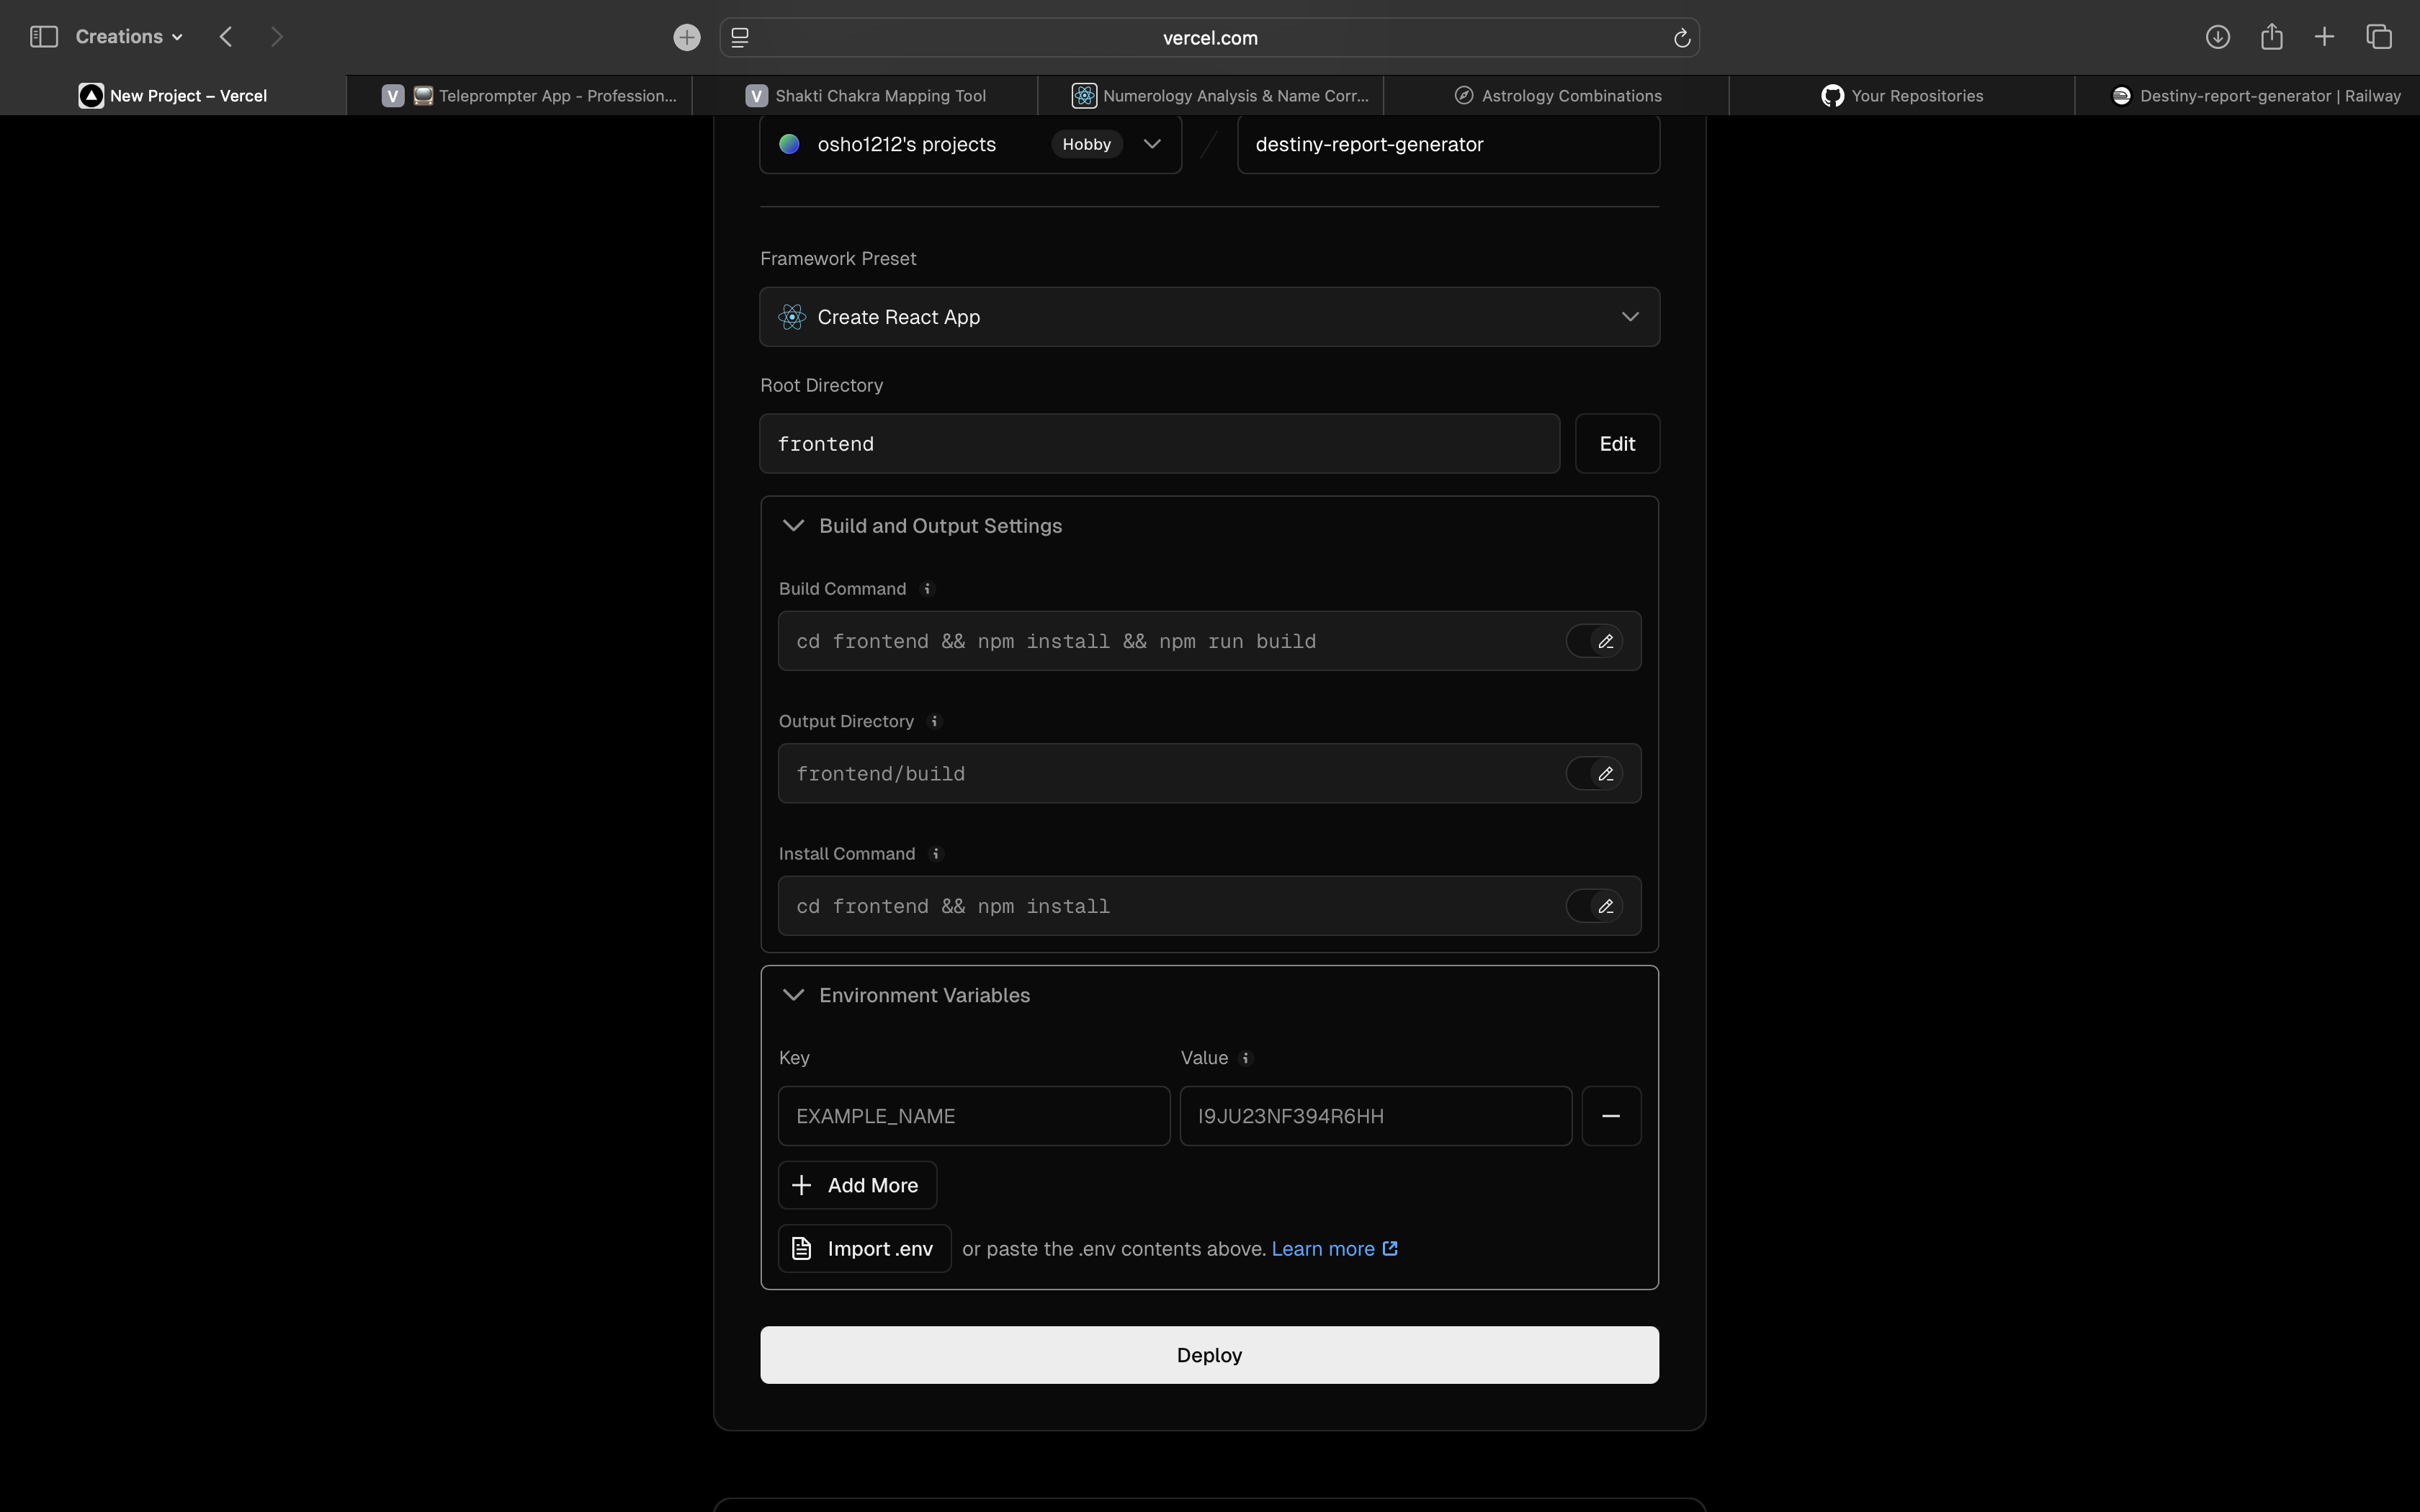 Creations
vercel.com
New Project – Vercel
V Teleprompter App - Profession...
V Shakti Chakra Mapping Tool
Numerology Analysis & Name Corr...
Astrology Combinations
Your Repositories
Destiny-report-generator | Railway
osho1212's projects Hobby / destiny-report-generator
Framework Preset
Create React App
Root Directory
frontend Edit
Build and Output Settings
Build Command
cd frontend && npm install && npm run build
Output Directory
frontend/build
Install Command
cd frontend && npm install
Environment Variables
Key Value
EXAMPLE_NAME I9JU23NF394R6HH
Add More
Import .env or paste the .env contents above. Learn more
Deploy